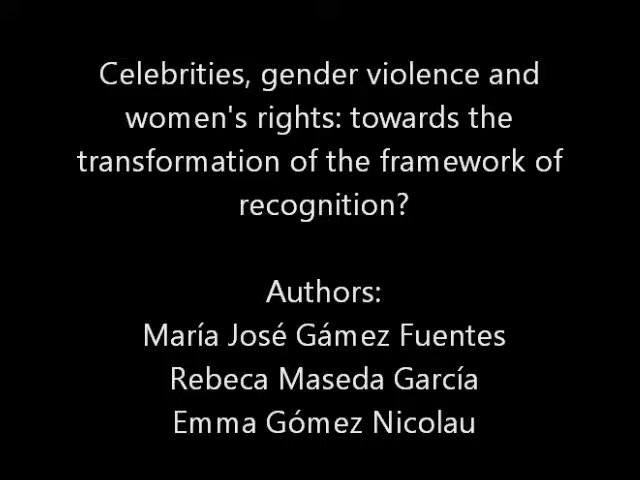 Celebrities, gender violence and
women's rights: towards the
transformation of the framework of
recognition?
Authors:
María José Gámez Fuentes
Rebeca Maseda García
Emma Gómez Nicolau